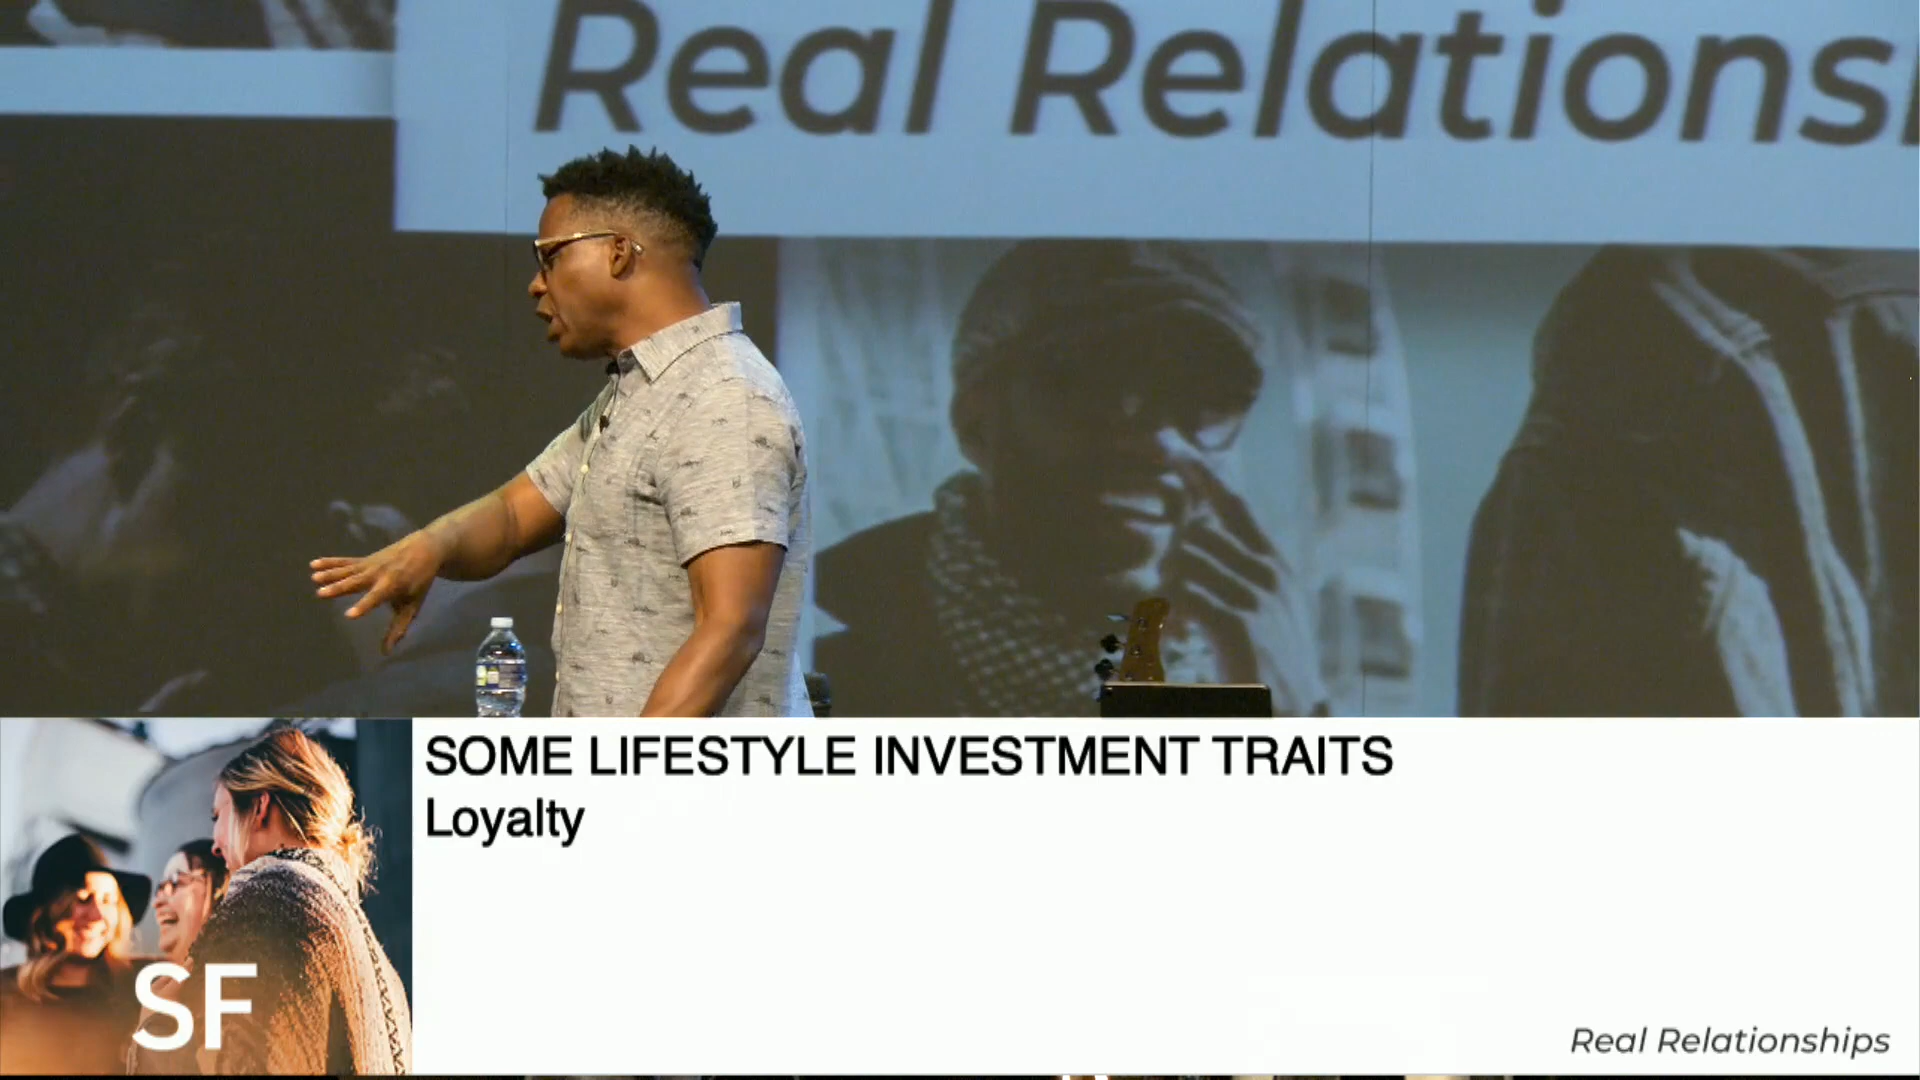 Real Relations
SOME LIFESTYLE INVESTMENT TRAITS
Loyalty
SF
Real Relationships